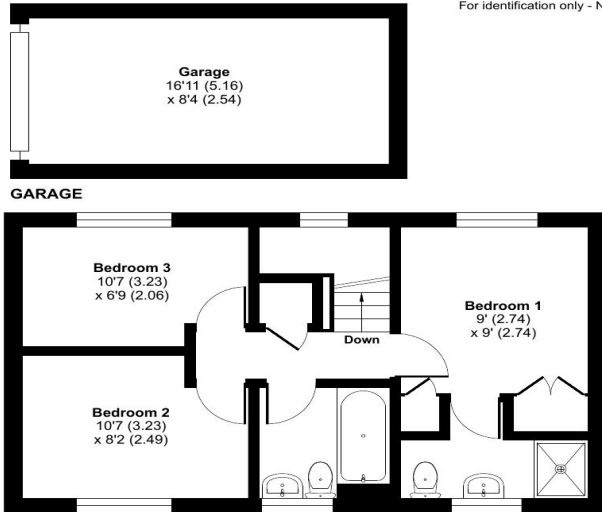 For identification only - N
Garage
16'11 (5.16)
x 8'4 (2.54)
GARAGE
Bedroom 3
10'7 (3.23)
x 6'9 (2.06)
Down
Bedroom 1
9' (2.74)
x 9' (2.74)
Bedroom 2
10'7 (3.23)
x 8'2 (2.49)